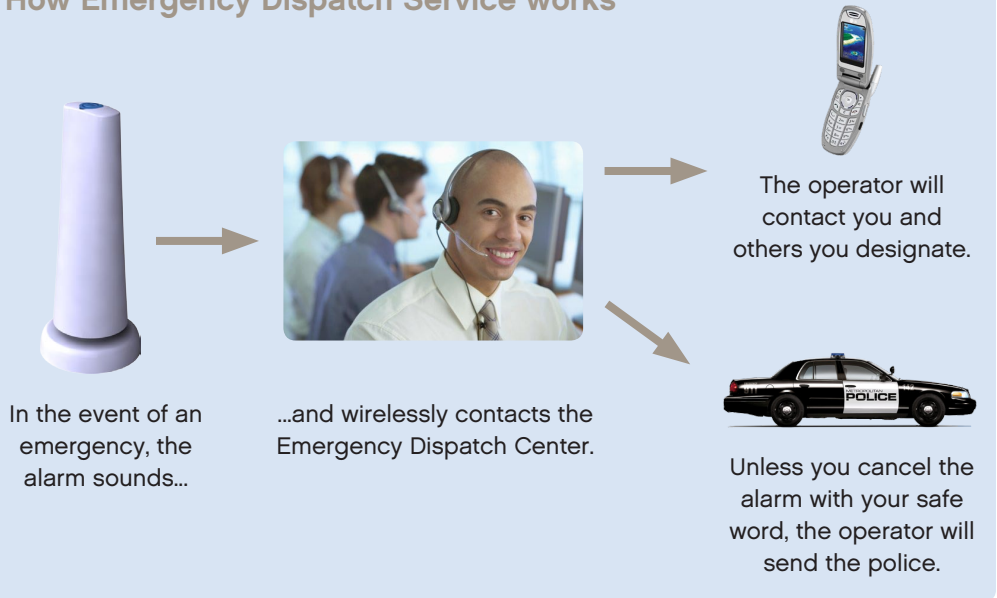 How Emergency Dispatch Service works
The operator will
contact you and
others you designate.
In the event of an
emergency, the
alarm sounds...
...and wirelessly contacts the
Emergency Dispatch Center.
METROPOLITAN
POLICE
Unless you cancel the
alarm with your safe
word, the operator will
send the police.